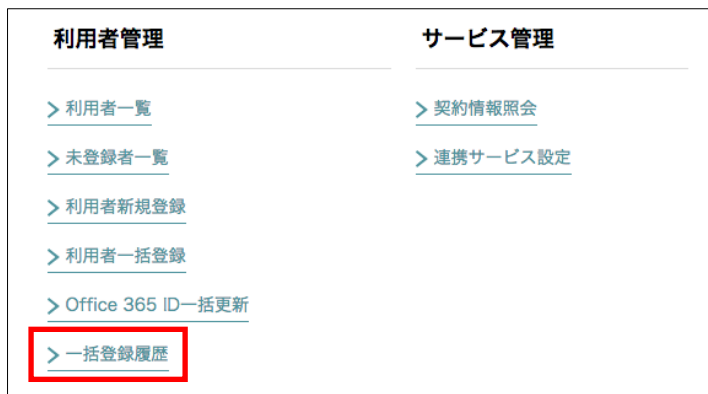 利用者管理
利用者一覧
未登録者一覧
利用者新規登録
利用者一括登録
Office 365 ID一括更新
一括登録履歴
サービス管理
契約情報照会
連携サービス設定